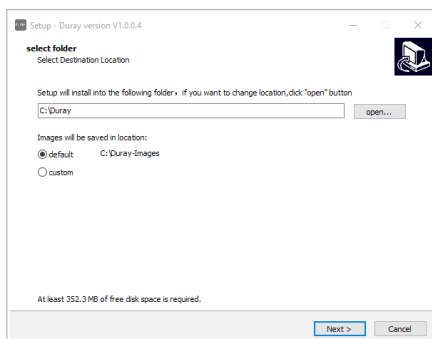 Setup - Duray version V1.0.0.4
select folder
Select Destination Location
Setup will install into the following folder，if you want to change location,click "open" button
C:\Duray
open...
Images will be saved in location:
default C:\Duray-Images
custom
At least 352.3 MB of free disk space is required.
Next >
Cancel